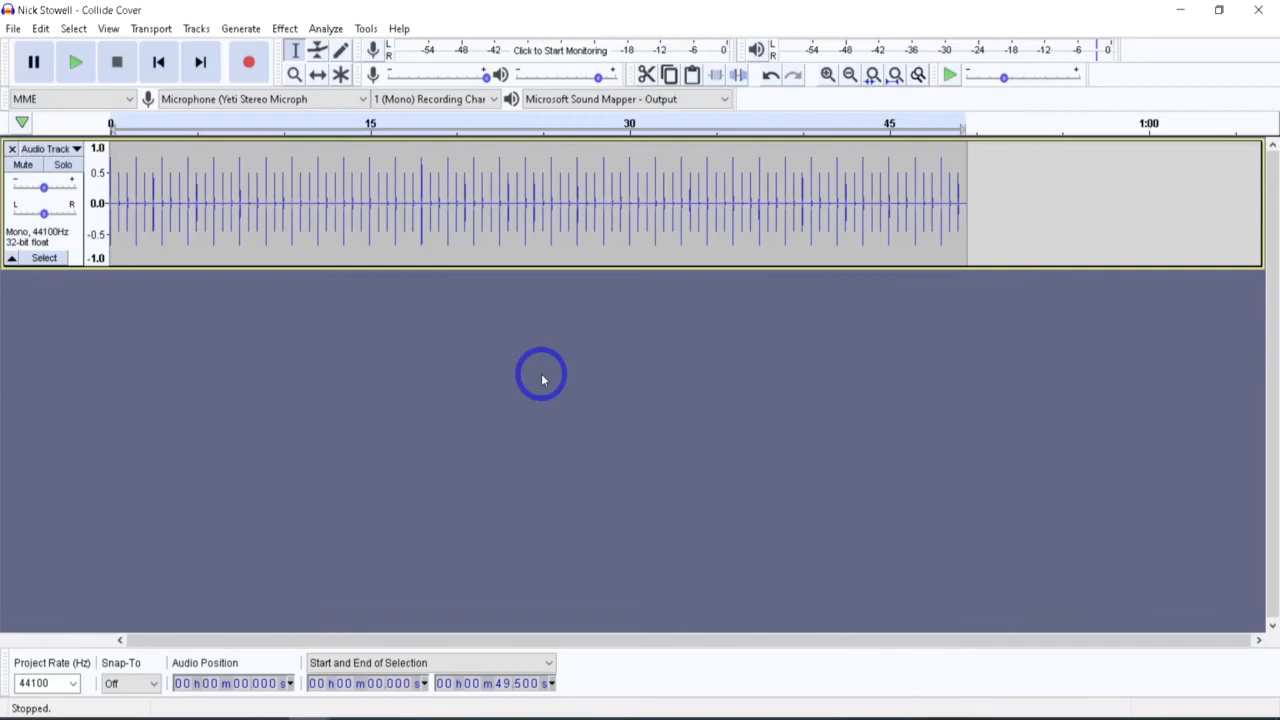 Nick Stowell - Collide Cover
File Edit Select View Transport Tracks Generate Effect Analyze Tools Help
L R -54 -48 -42 Click to Start Monitoring -18 -12 -6 0 L R -54 -48 -42 -36 -30 -24 -18 -12 -6 0
- + - + - +
MME Microphone (Yeti Stereo Microph 1 (Mono) Recording Char Microsoft Sound Mapper - Output
0 15 30 45 1:00
X Audio Track 1.0
Mute Solo 0.5
- +
L R 0.0
Mono, 44100Hz -0.5
32-bit float
Select -1.0
Project Rate (Hz) Snap-To Audio Position Start and End of Selection
44100 Off 00 h 00 m 00.000 s 00 h 00 m 00.000 s 00 h 00 m 49.500 s
Stopped.